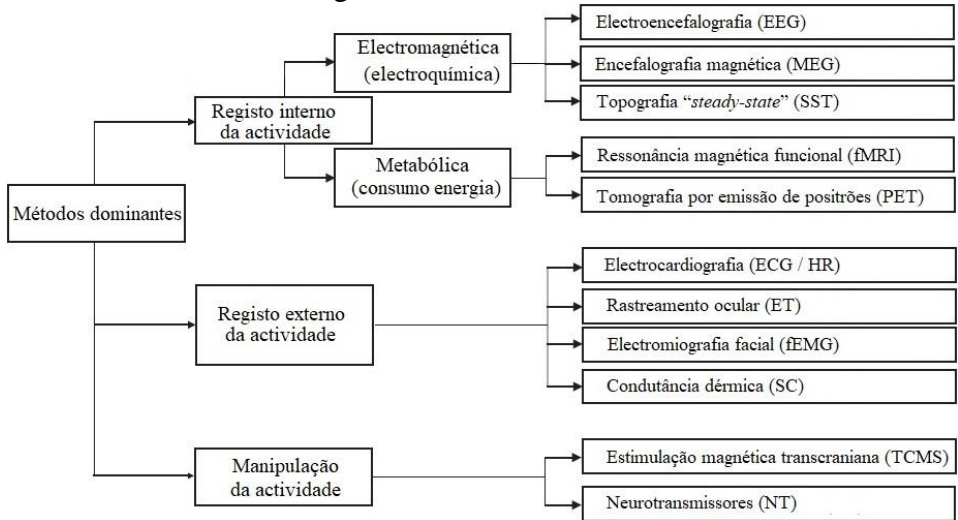 Métodos dominantes
Registo interno
da actividade
Electromagnética
(electroquímica)
Electroencefalografia (EEG)
Encefalografia magnética (MEG)
Topografia “steady-state” (SST)
Metabólica
(consumo energia)
Ressonância magnética funcional (fMRI)
Tomografia por emissão de positrões (PET)
Registo externo
da actividade
Electrocardiografia (ECG / HR)
Rastreamento ocular (ET)
Electromiografia facial (fEMG)
Condutância dérmica (SC)
Manipulação
da actividade
Estimulação magnética transcraniana (TCMS)
Neurotransmissores (NT)